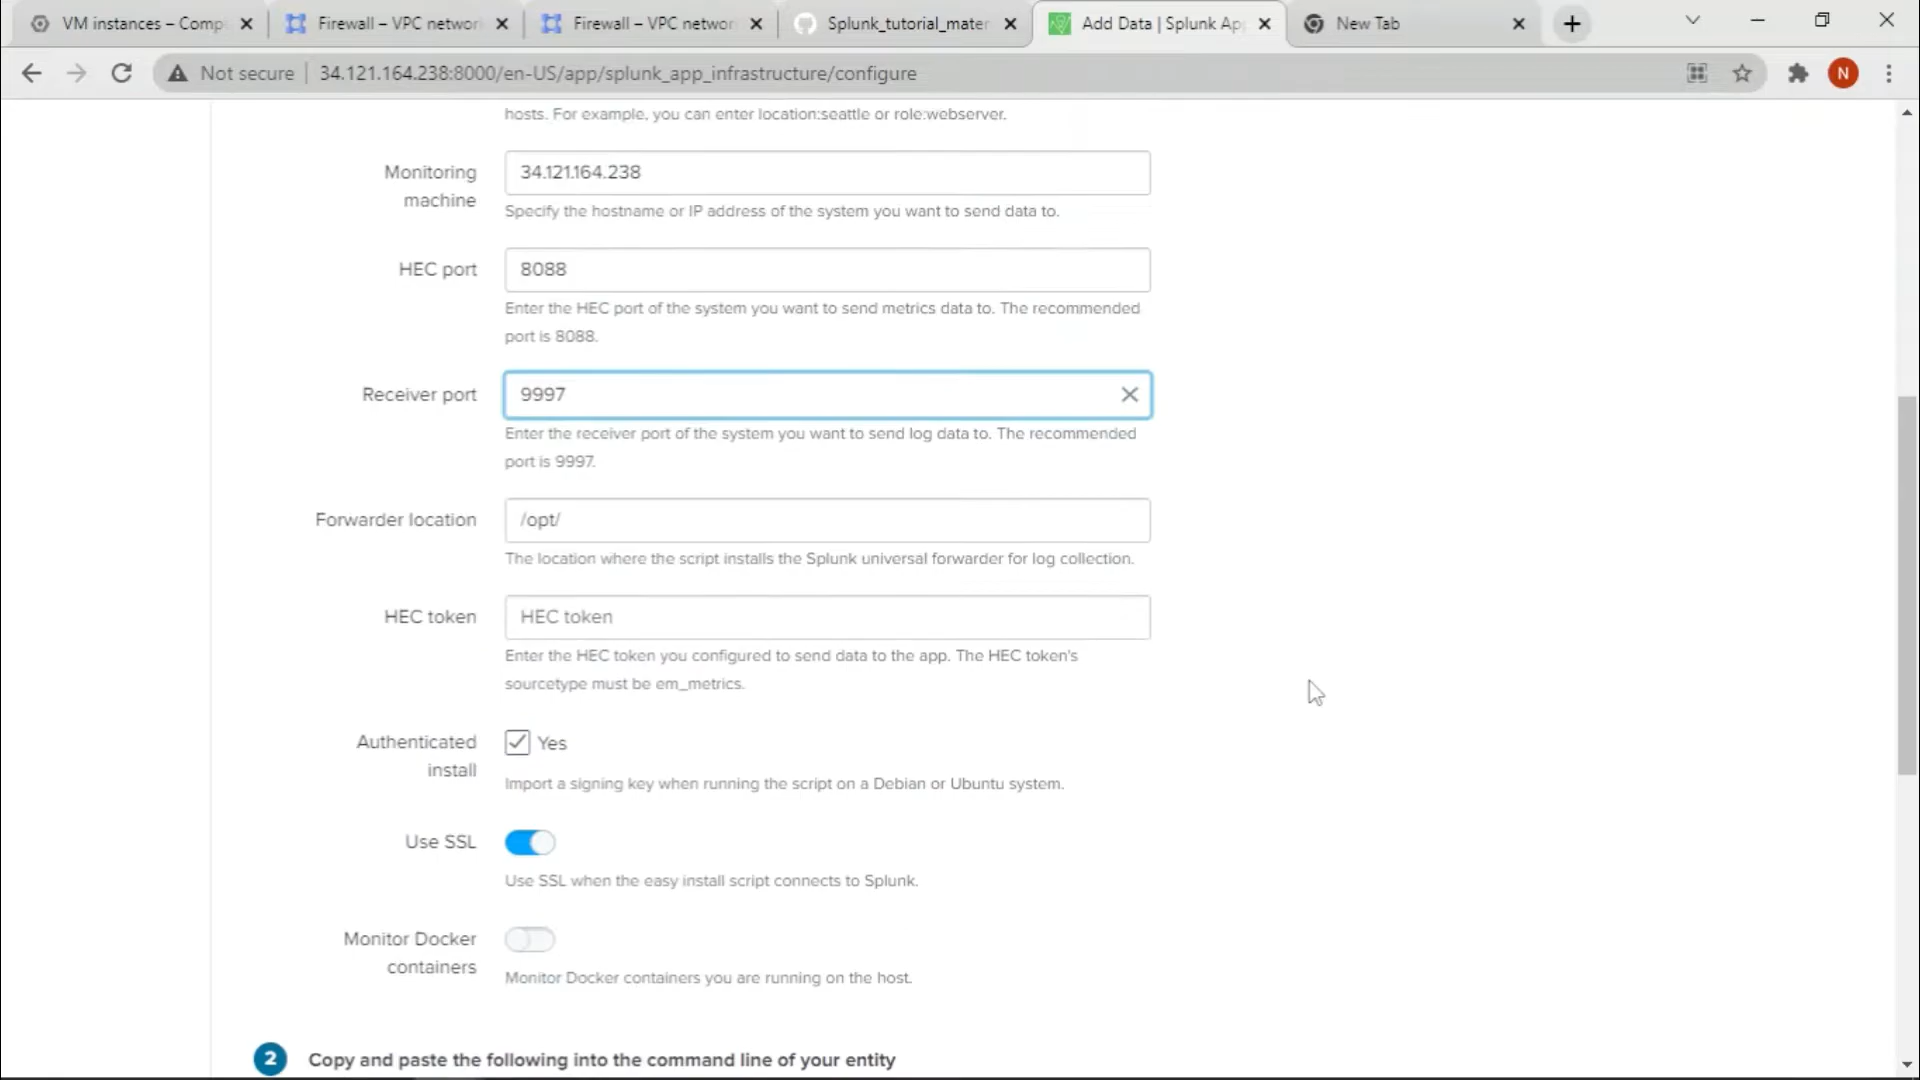 VM instances – Comp
Firewall – VPC network
Firewall – VPC network
Splunk_tutorial_mater
Add Data | Splunk Ap
New Tab
Not secure
34.121.164.238:8000/en-US/app/splunk_app_infrastructure/configure
N
hosts. For example, you can enter location:seattle or role:webserver.
Monitoring
machine
34.121.164.238
Specify the hostname or IP address of the system you want to send data to.
HEC port
8088
Enter the HEC port of the system you want to send metrics data to. The recommended
port is 8088.
Receiver port
9997
Enter the receiver port of the system you want to send log data to. The recommended
port is 9997.
Forwarder location
/opt/
The location where the script installs the Splunk universal forwarder for log collection.
HEC token
HEC token
Enter the HEC token you configured to send data to the app. The HEC token's
sourcetype must be em_metrics.
Authenticated
install
Yes
Import a signing key when running the script on a Debian or Ubuntu system.
Use SSL
Use SSL when the easy install script connects to Splunk.
Monitor Docker
containers
Monitor Docker containers you are running on the host.
2
Copy and paste the following into the command line of your entity